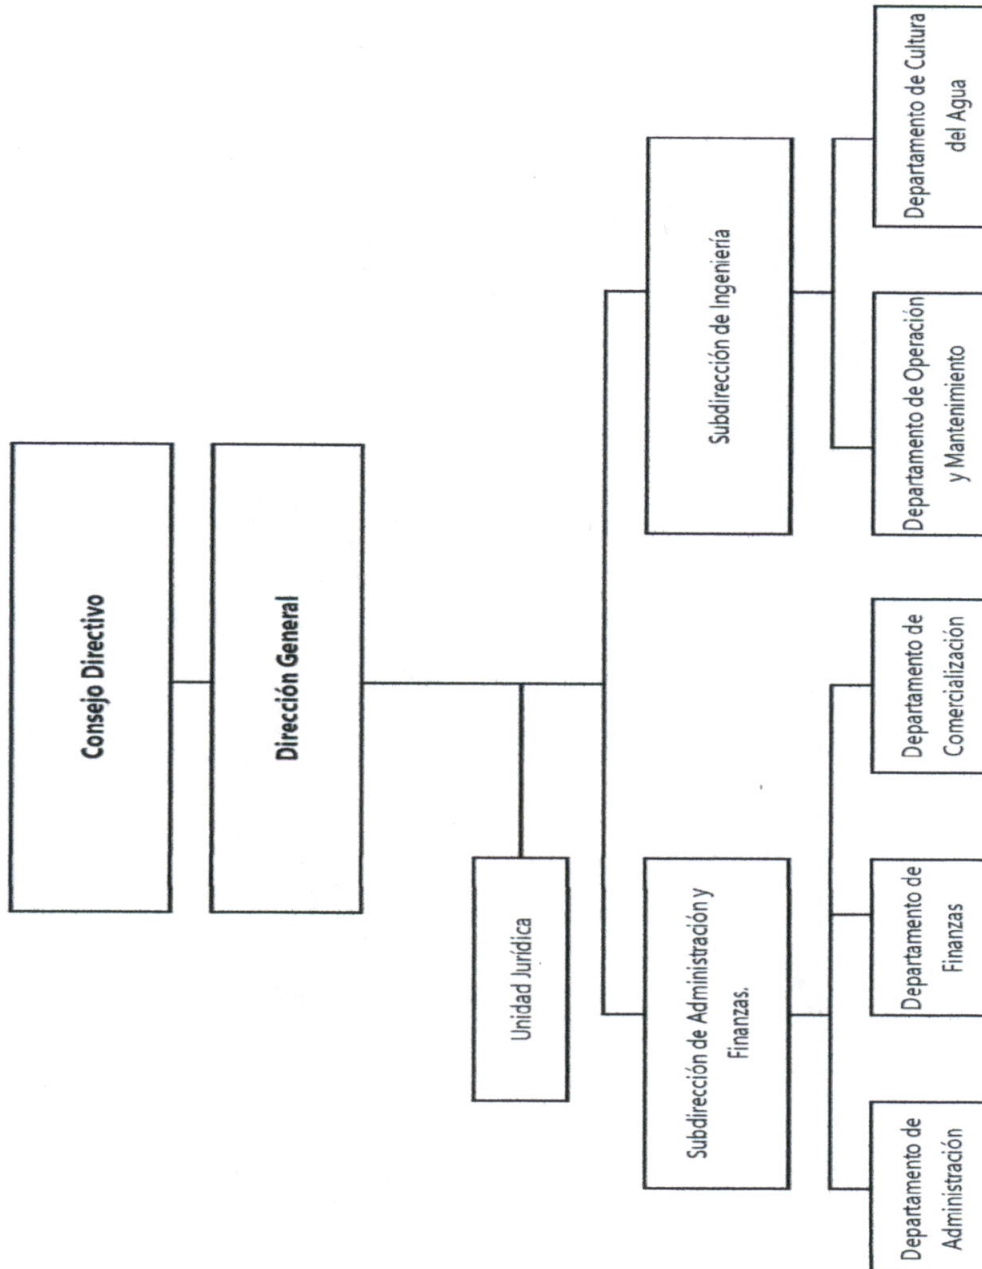 Consejo Directivo
Dirección General
Unidad Jurídica
Subdirección de Administración y
Finanzas.
Subdirección de Ingeniería
Departamento de
Administración
Departamento de
Finanzas
Departamento de
Comercialización
Departamento de Operación
y Mantenimiento
Departamento de Cultura
del Agua